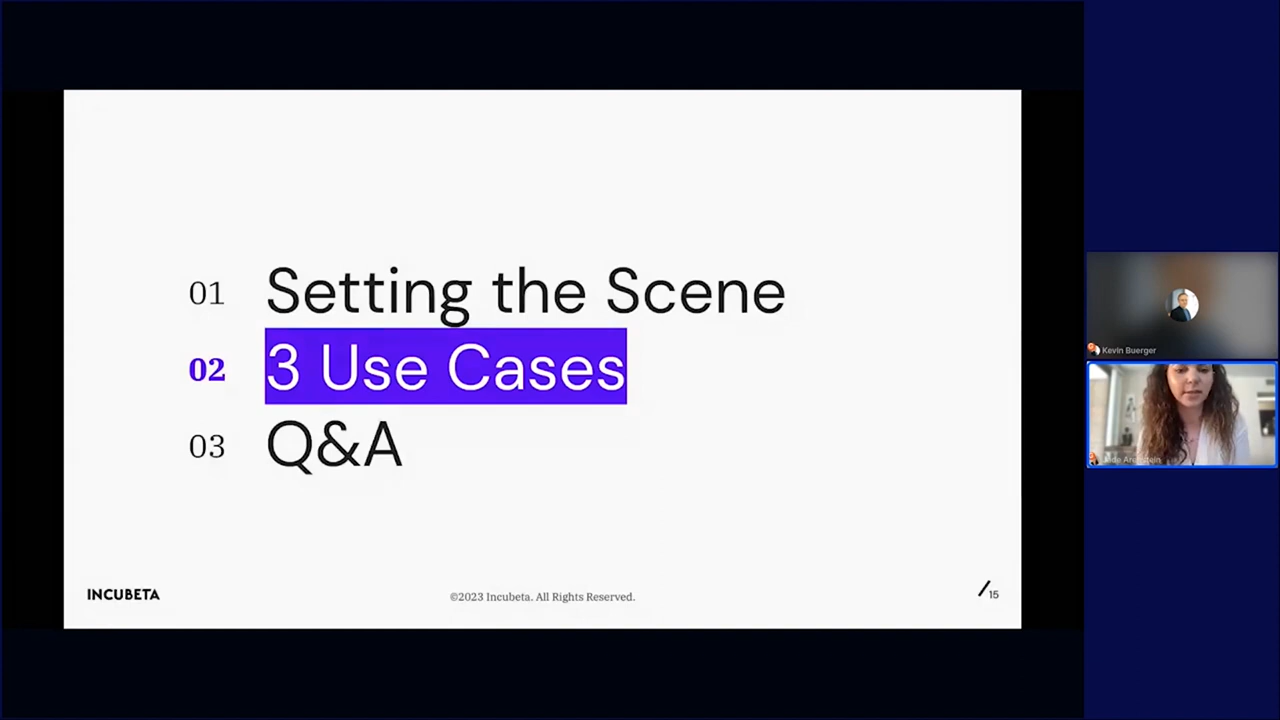 01 Setting the Scene
02 3 Use Cases
03 Q&A
INCUBETA
©2023 Incubeta. All Rights Reserved.
/15
Kevin Buerger